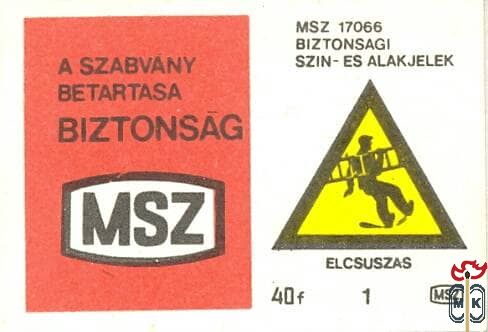 A SZABVÁNY
BETARTASA
BIZTONSÁG
MSZ
MSZ 17066
BIZTONSAGI
SZIN- ES ALAKJELEK
ELCSUSZAS
40f 1 MSZ
M K